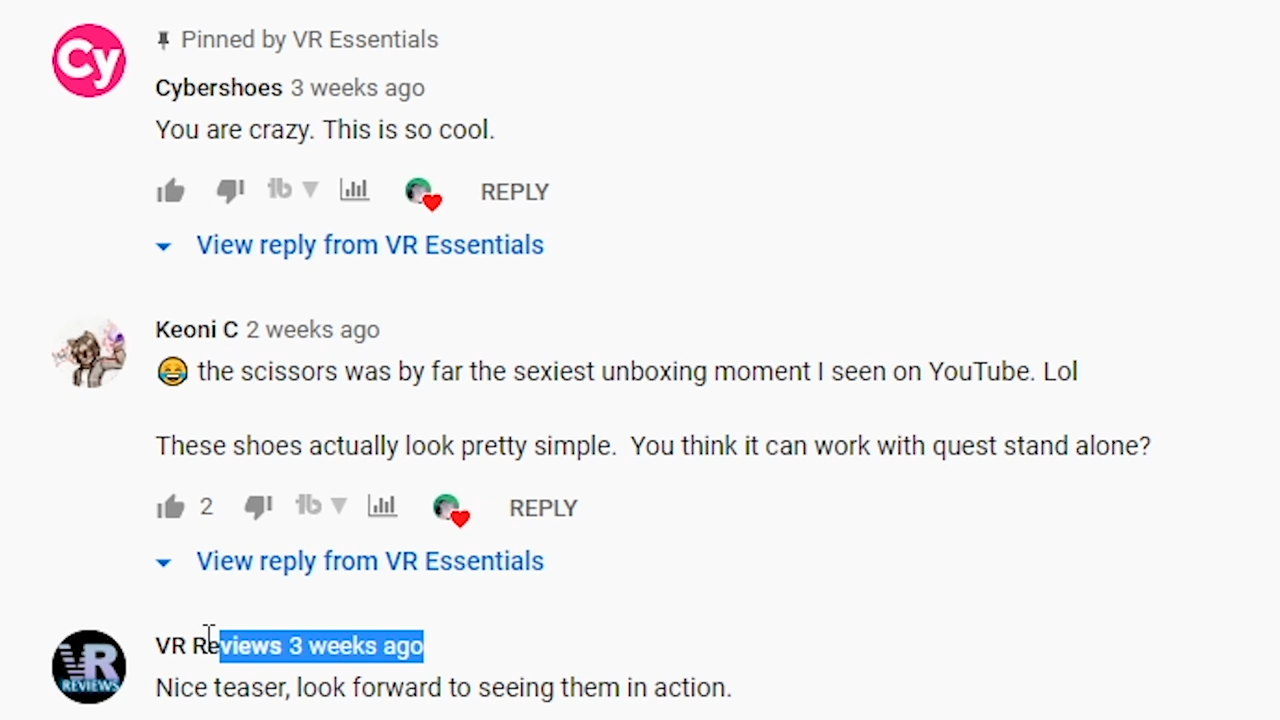 Cy
Pinned by VR Essentials
Cybershoes 3 weeks ago
You are crazy. This is so cool.
REPLY
View reply from VR Essentials
Keoni C 2 weeks ago
😂 the scissors was by far the sexiest unboxing moment I seen on YouTube. Lol
These shoes actually look pretty simple.  You think it can work with quest stand alone?
2 REPLY
View reply from VR Essentials
VR Reviews 3 weeks ago
VR
REVIEWS
Nice teaser, look forward to seeing them in action.